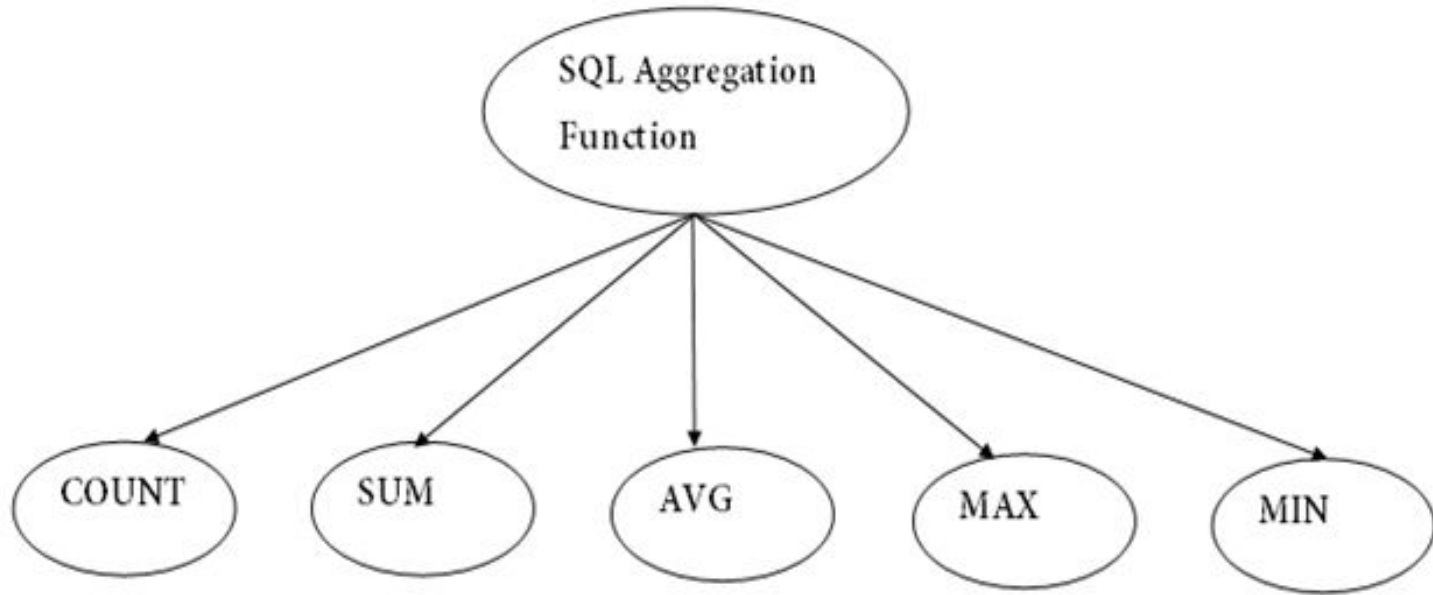 SQL Aggregation
Function
COUNT
SUM
AVG
MAX
MIN